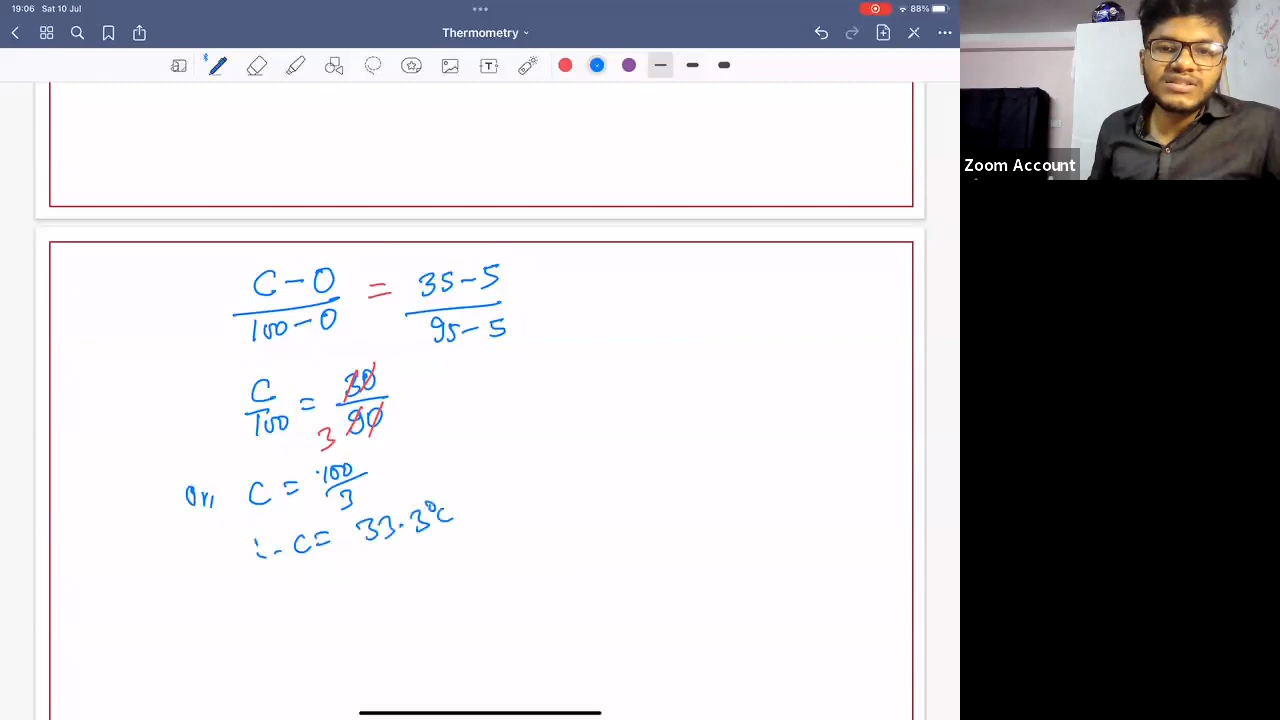 19:06 Sat 10 Jul
88%
Thermometry
T
Zoom Account
C - 0 = 35 - 5
100 - 0 95 - 5
C = 30
100 90
3
Or, C = 100
3
∴ C = 33.3°C